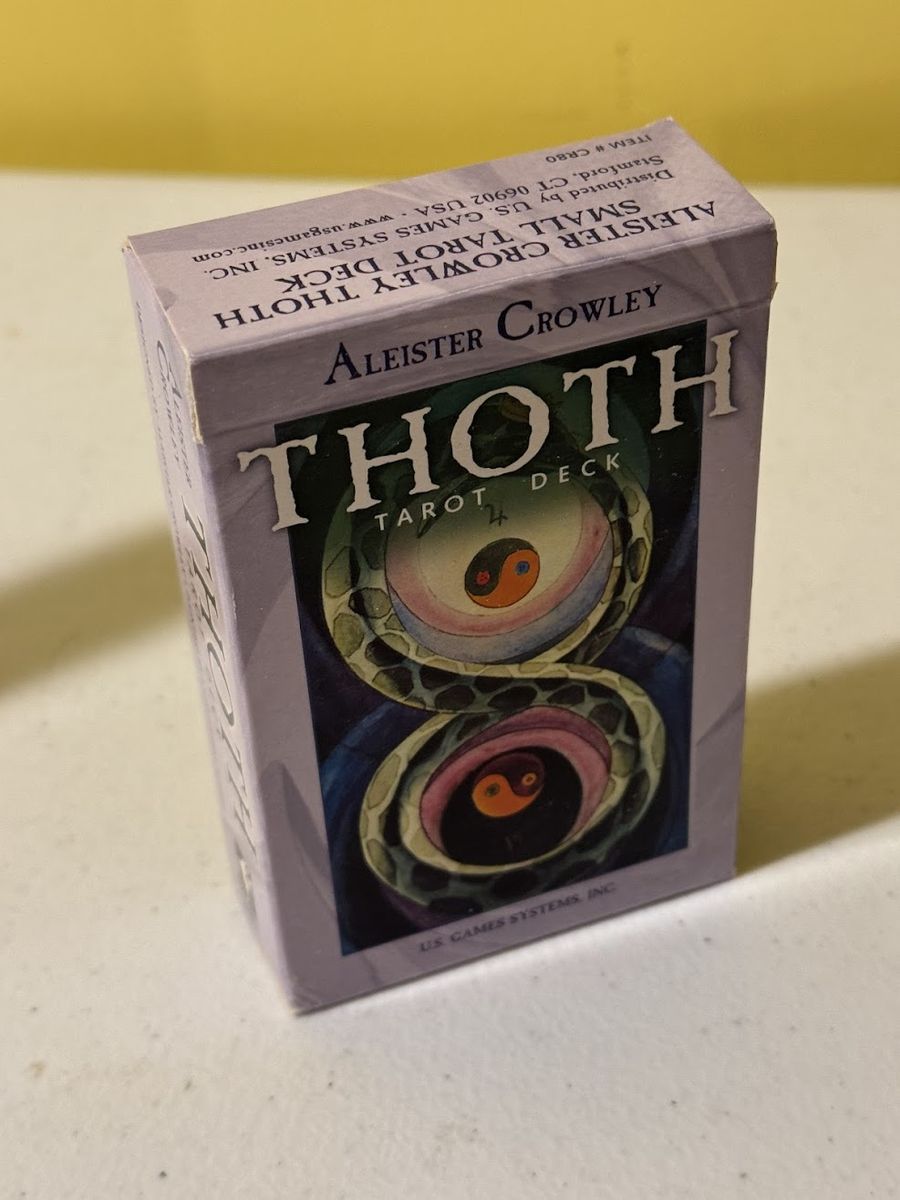 ITEM # CR80
Distributed by U.S. GAMES SYSTEMS, INC.
Stamford, CT 06902 USA · www.usgamesinc.com
ALEISTER CROWLEY THOTH
SMALL TAROT DECK
ALEISTER CROWLEY
THOTH
TAROT DECK
U.S. GAMES SYSTEMS, INC.
THOTH